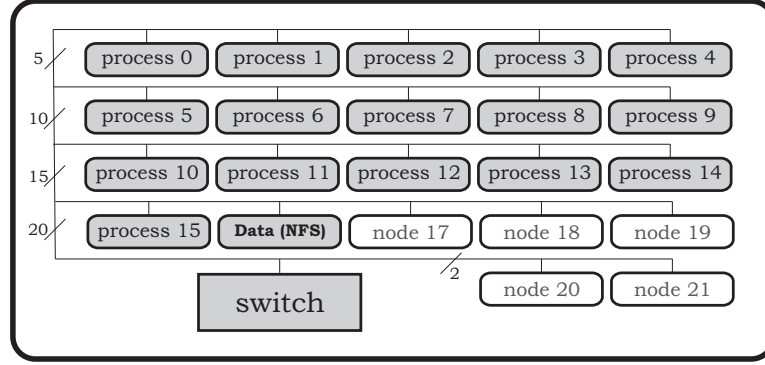 5 process 0 process 1 process 2 process 3 process 4
10 process 5 process 6 process 7 process 8 process 9
15 process 10 process 11 process 12 process 13 process 14
20 process 15 Data (NFS) node 17 node 18 node 19
switch 2 node 20 node 21